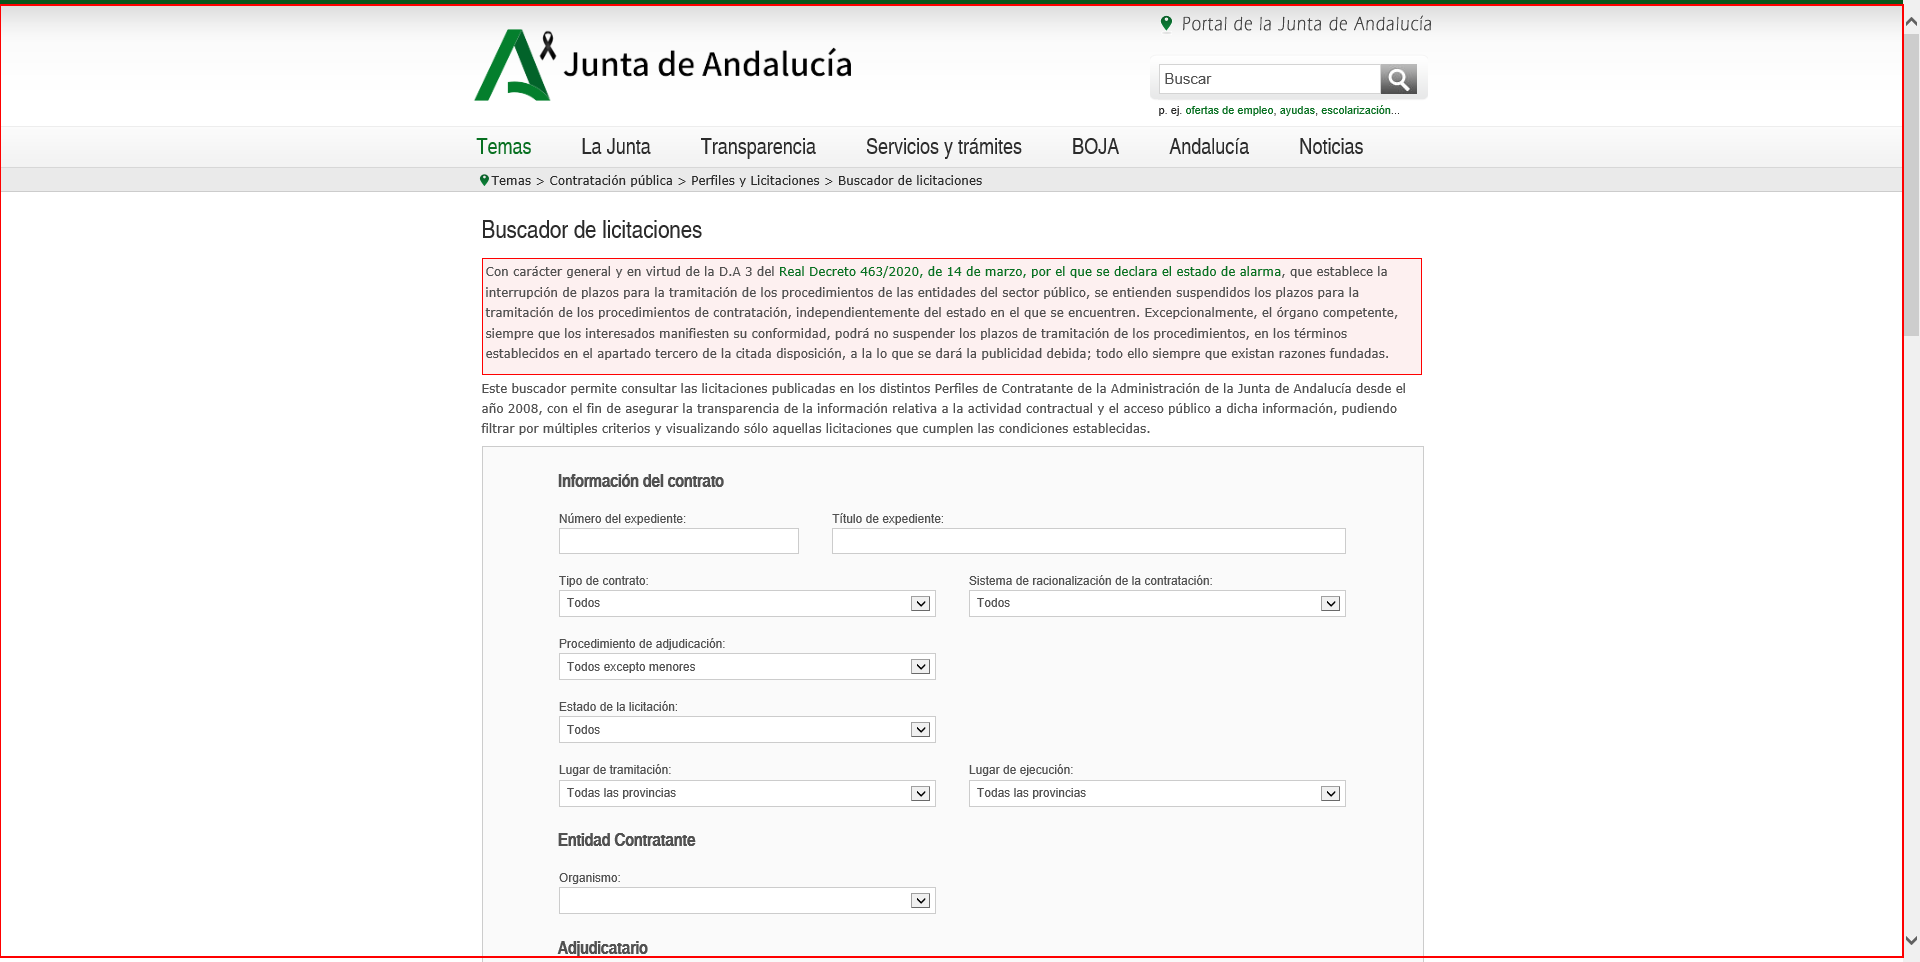 Portal de la Junta de Andalucía
Junta de Andalucía
Buscar
p. ej. ofertas de empleo, ayudas, escolarización...
Temas La Junta Transparencia Servicios y trámites BOJA Andalucía Noticias
Temas > Contratación pública > Perfiles y Licitaciones > Buscador de licitaciones
Buscador de licitaciones
Con carácter general y en virtud de la D.A 3 del Real Decreto 463/2020, de 14 de marzo, por el que se declara el estado de alarma, que establece la
interrupción de plazos para la tramitación de los procedimientos de las entidades del sector público, se entienden suspendidos los plazos para la
tramitación de los procedimientos de contratación, independientemente del estado en el que se encuentren. Excepcionalmente, el órgano competente,
siempre que los interesados manifiesten su conformidad, podrá no suspender los plazos de tramitación de los procedimientos, en los términos
establecidos en el apartado tercero de la citada disposición, a la lo que se dará la publicidad debida; todo ello siempre que existan razones fundadas.
Este buscador permite consultar las licitaciones publicadas en los distintos Perfiles de Contratante de la Administración de la Junta de Andalucía desde el
año 2008, con el fin de asegurar la transparencia de la información relativa a la actividad contractual y el acceso público a dicha información, pudiendo
filtrar por múltiples criterios y visualizando sólo aquellas licitaciones que cumplen las condiciones establecidas.
Información del contrato
Número del expediente: Título de expediente:
Tipo de contrato: Sistema de racionalización de la contratación:
Todos Todos
Procedimiento de adjudicación:
Todos excepto menores
Estado de la licitación:
Todos
Lugar de tramitación: Lugar de ejecución:
Todas las provincias Todas las provincias
Entidad Contratante
Organismo:
Adjudicatario